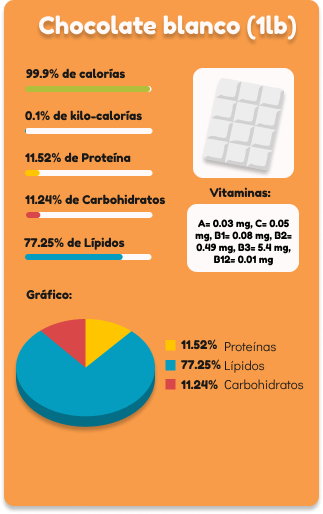 Chocolate blanco (1lb)
99.9% de calorías
0.1% de kilo-calorías
11.52% de Proteína
11.24% de Carbohidratos
77.25% de Lípidos
Vitaminas:
A= 0.03 mg, C= 0.05
mg, B1= 0.08 mg, B2=
0.49 mg, B3= 5.4 mg,
B12= 0.01 mg
Gráfico:
11.52% Proteínas
77.25% Lípidos
11.24% Carbohidratos